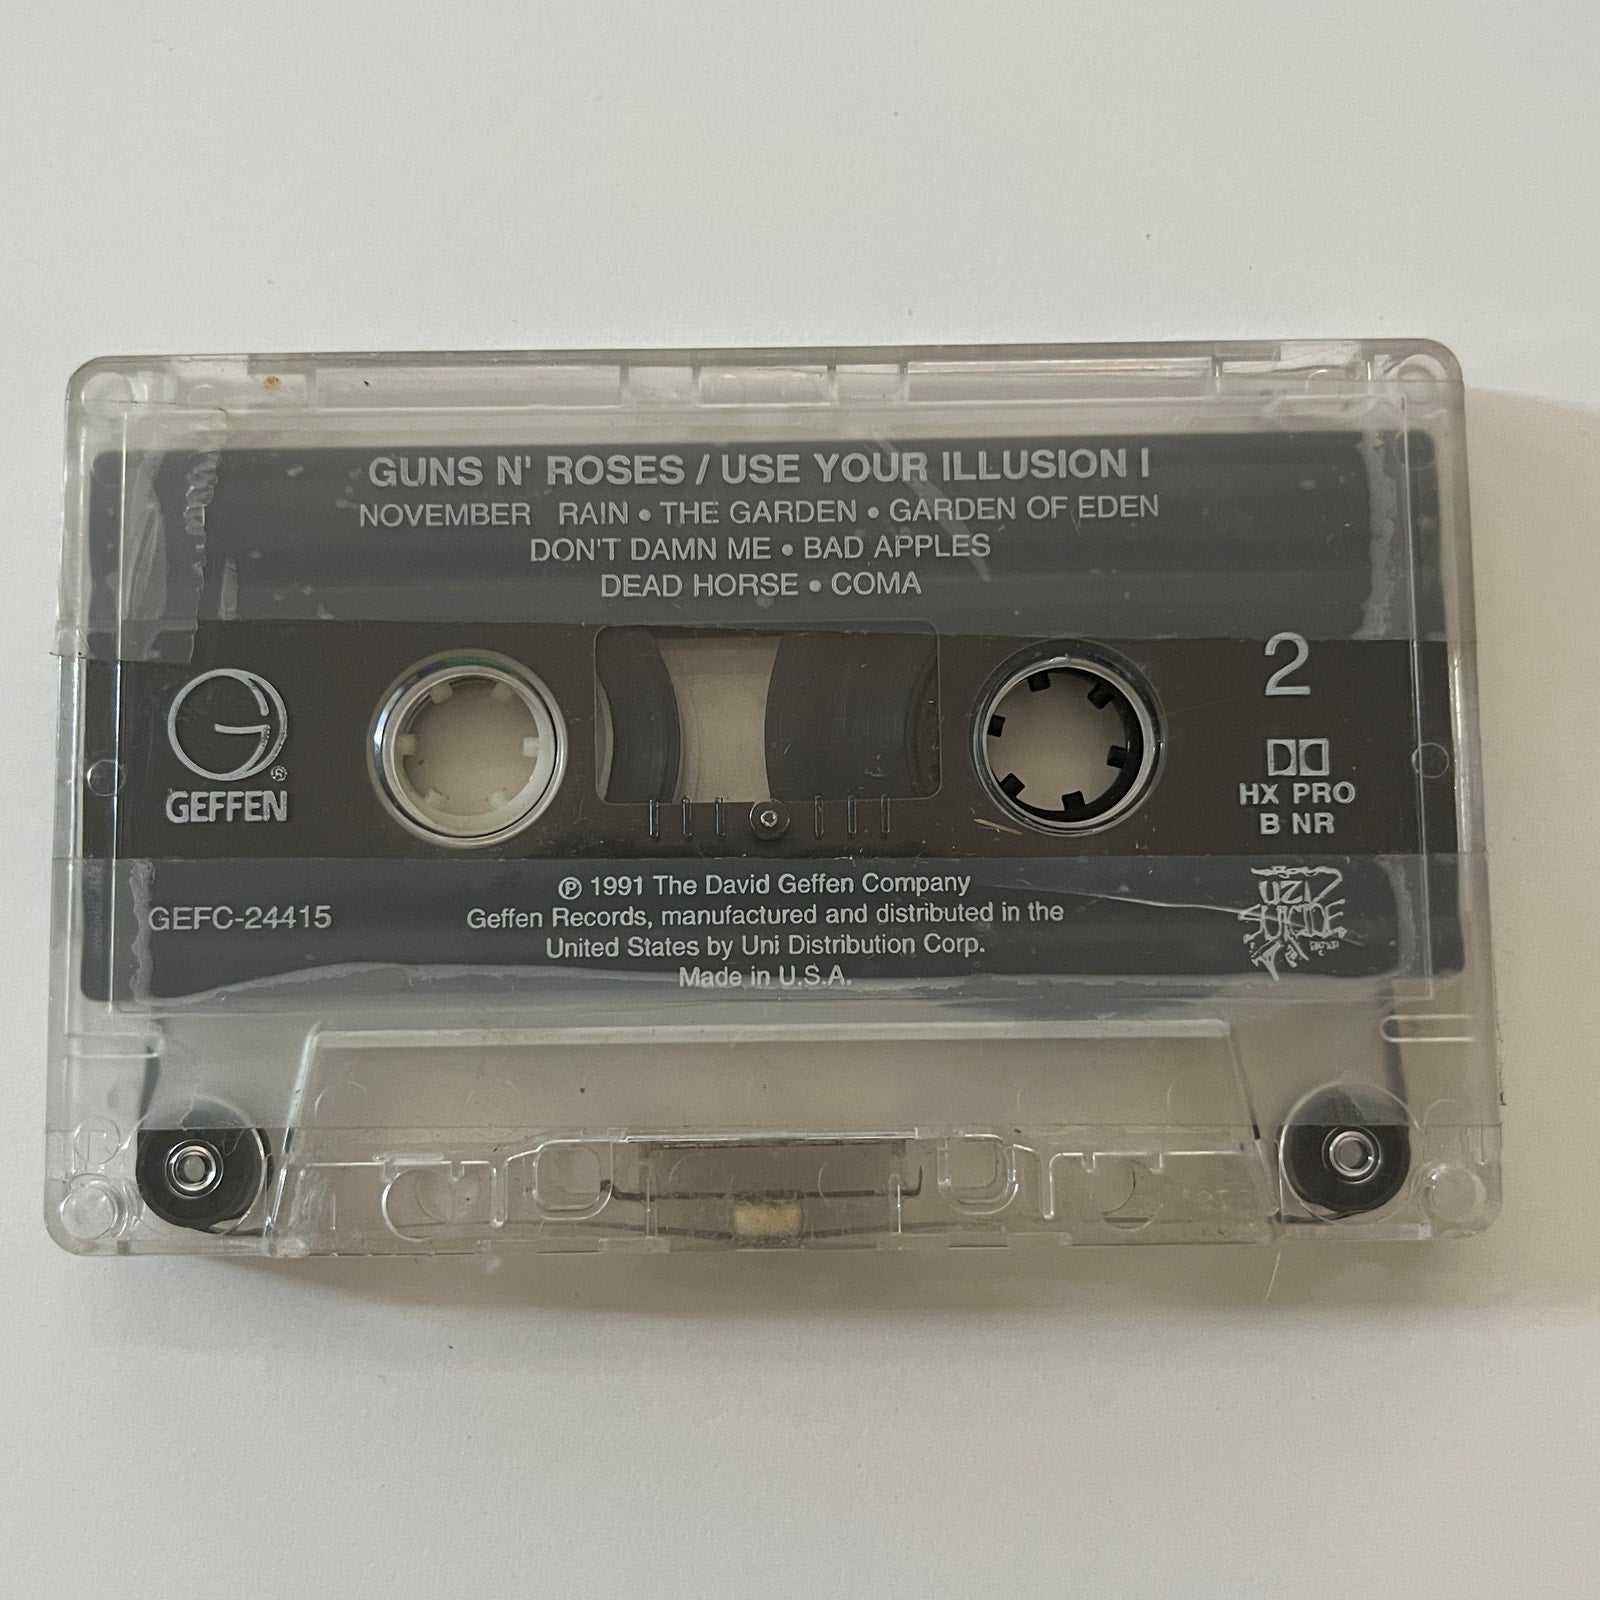 GUNS N' ROSES / USE YOUR ILLUSION I
NOVEMBER RAIN • THE GARDEN • GARDEN OF EDEN
DON'T DAMN ME • BAD APPLES
DEAD HORSE • COMA
2
G ®
GEFFEN
HX PRO
B NR
GEFC-24415
℗ 1991 The David Geffen Company
Geffen Records, manufactured and distributed in the
United States by Uni Distribution Corp.
Made in U.S.A.
UZI
SUICIDE